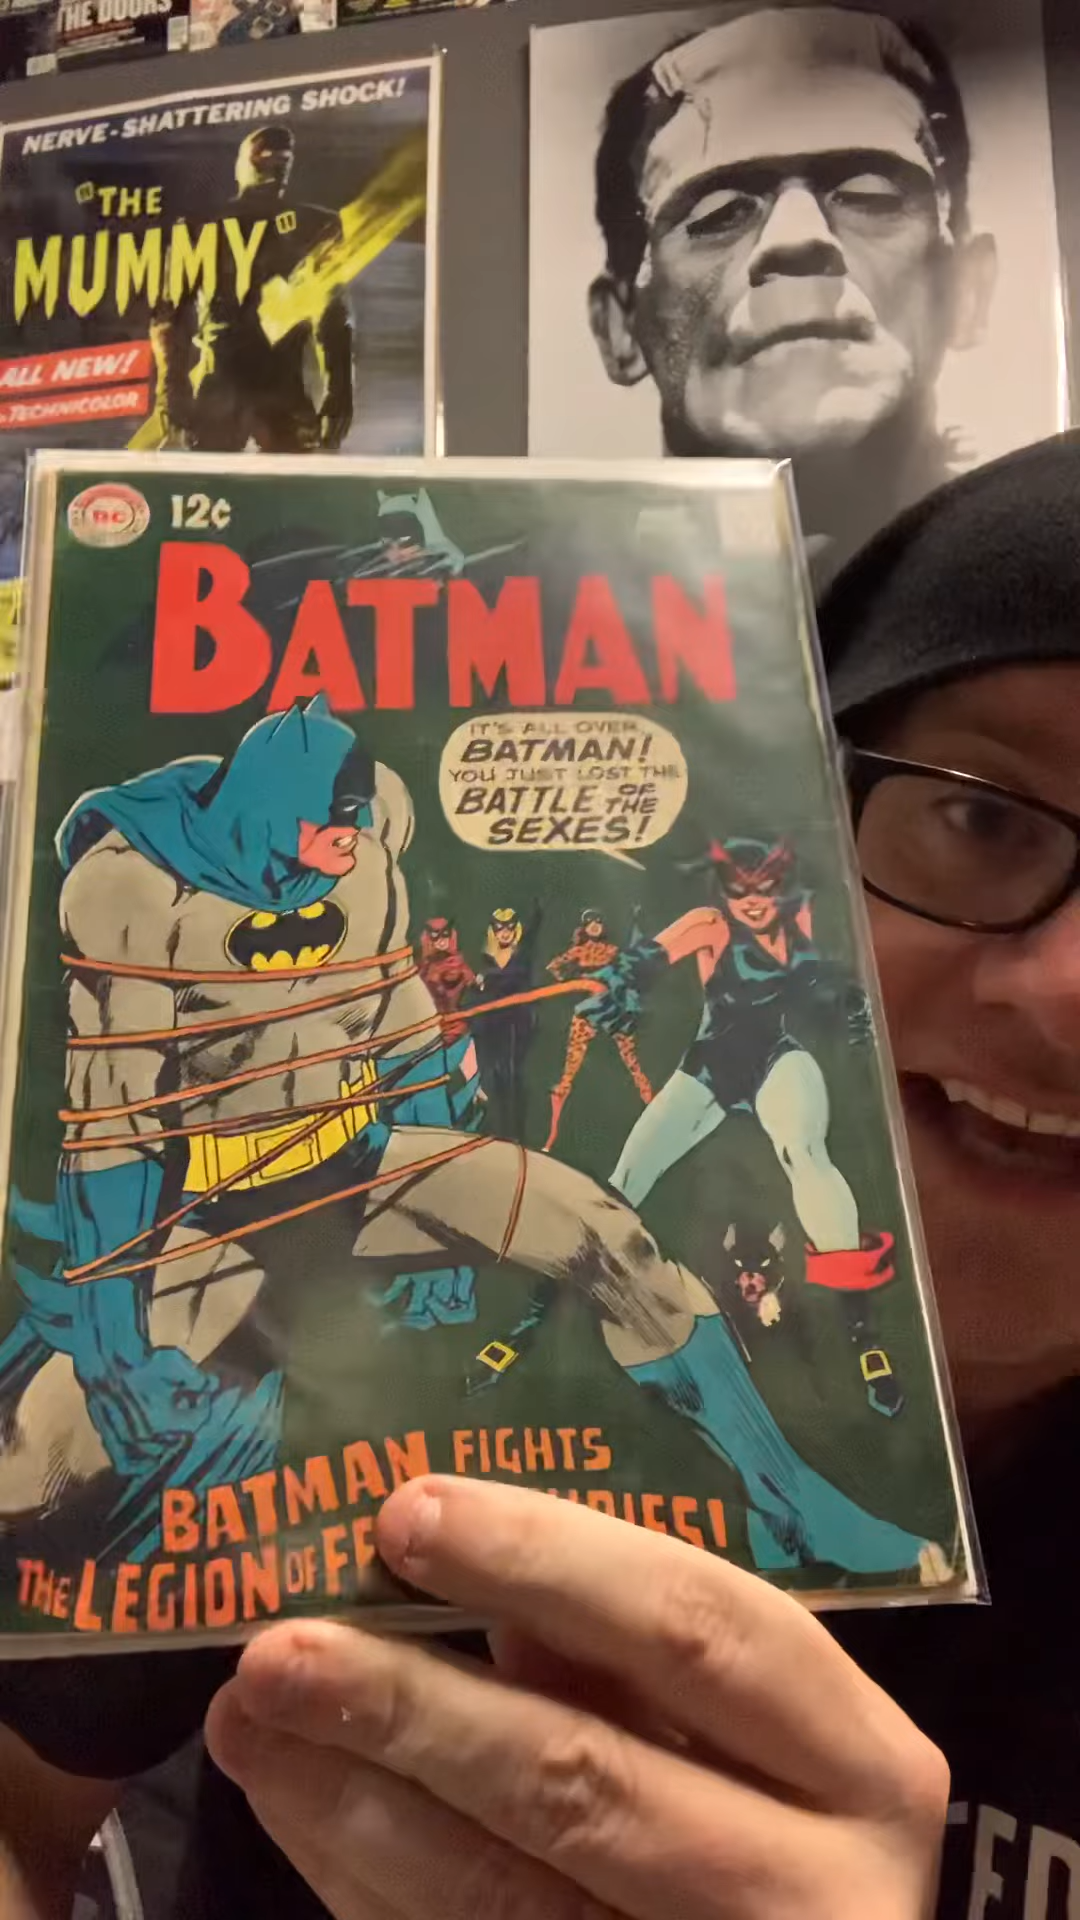 THE DOORS
NERVE-SHATTERING SHOCK!
"THE
MUMMY"
ALL NEW!
TECHNICOLOR
DC
12¢
BATMAN
IT'S ALL OVER,
BATMAN!
YOU JUST LOST THE
BATTLE OF THE
SEXES!
BATMAN FIGHTS
THE LEGION OF